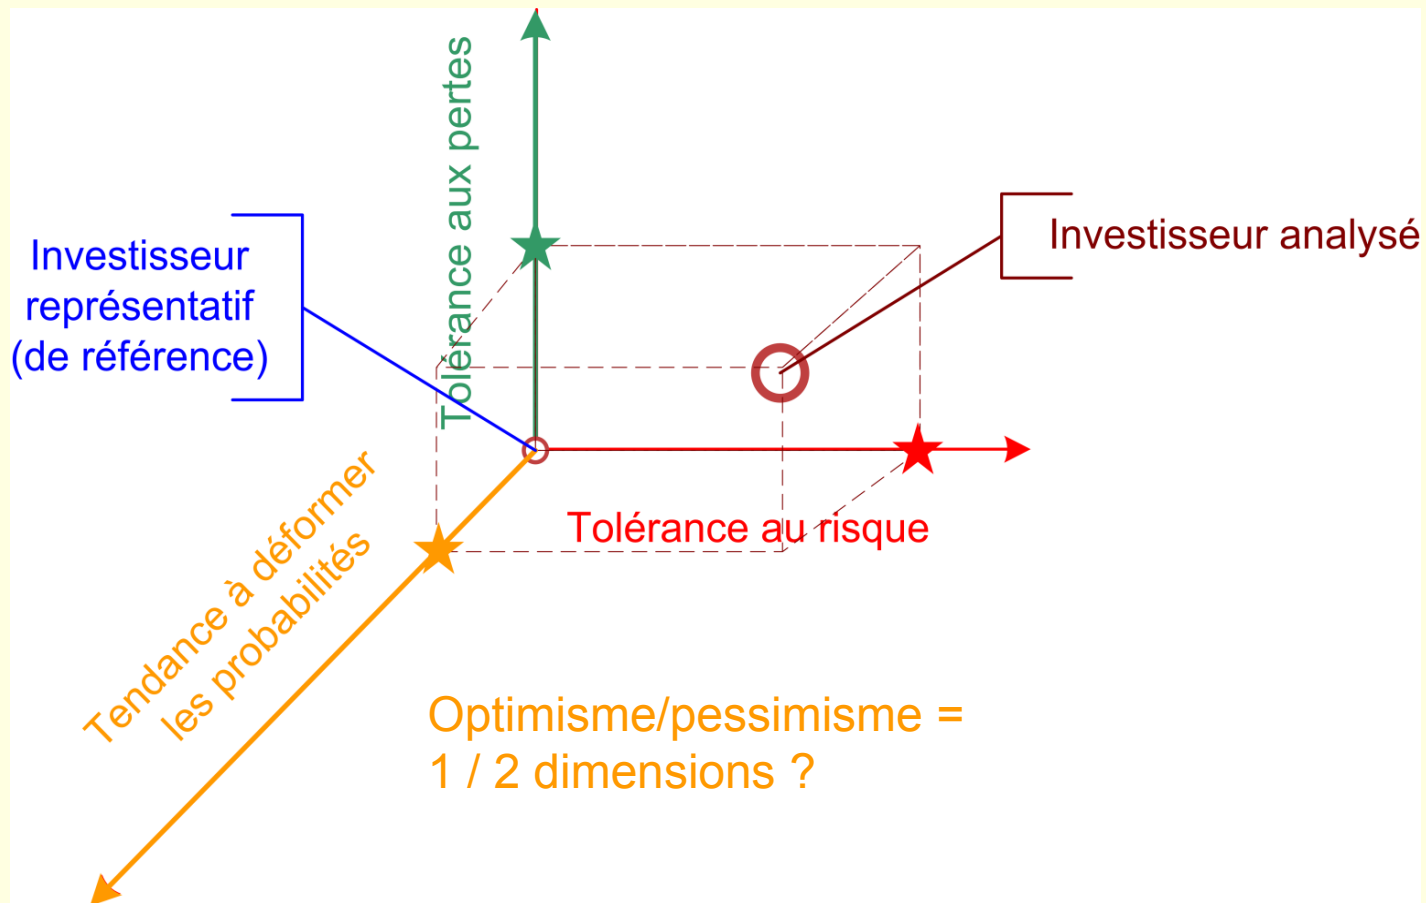 Tolérance aux pertes
Investisseur
représentatif
(de référence)
Investisseur analysé
Tolérance au risque
Tendance à déformer
les probabilités
Optimisme/pessimisme =
1 / 2 dimensions ?